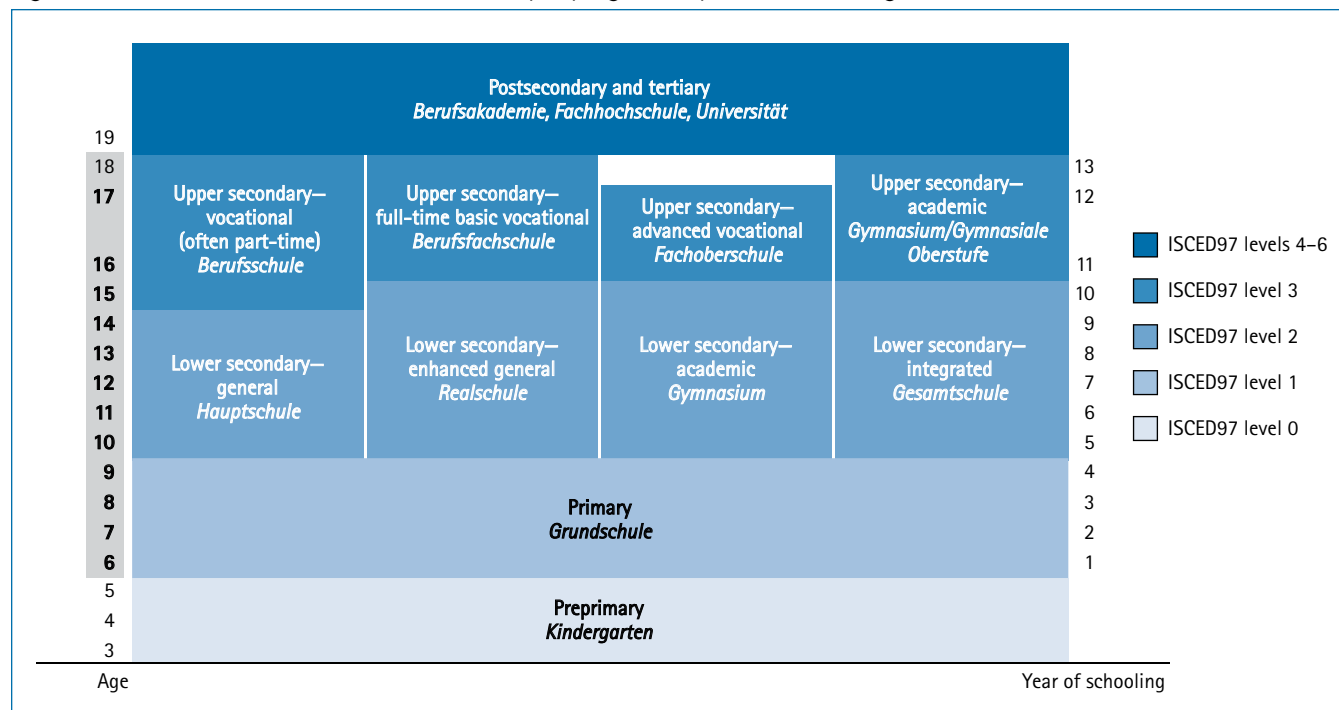 Postsecondary and tertiary
Berufsakademie, Fachhochschule, Universität
19
18
17
16
15
14
13
12
11
10
9
8
7
6
5
4
3
Age
Upper secondary—
vocational
(often part-time)
Berufsschule
Upper secondary—
full-time basic vocational
Berufsfachschule
Upper secondary—
advanced vocational
Fachoberschule
Upper secondary—
academic
Gymnasium/Gymnasiale
Oberstufe
Lower secondary—
general
Hauptschule
Lower secondary—
enhanced general
Realschule
Lower secondary—
academic
Gymnasium
Lower secondary—
integrated
Gesamtschule
Primary
Grundschule
Preprimary
Kindergarten
13
12
11
10
9
8
7
6
5
4
3
2
1
Year of schooling
ISCED97 levels 4–6
ISCED97 level 3
ISCED97 level 2
ISCED97 level 1
ISCED97 level 0